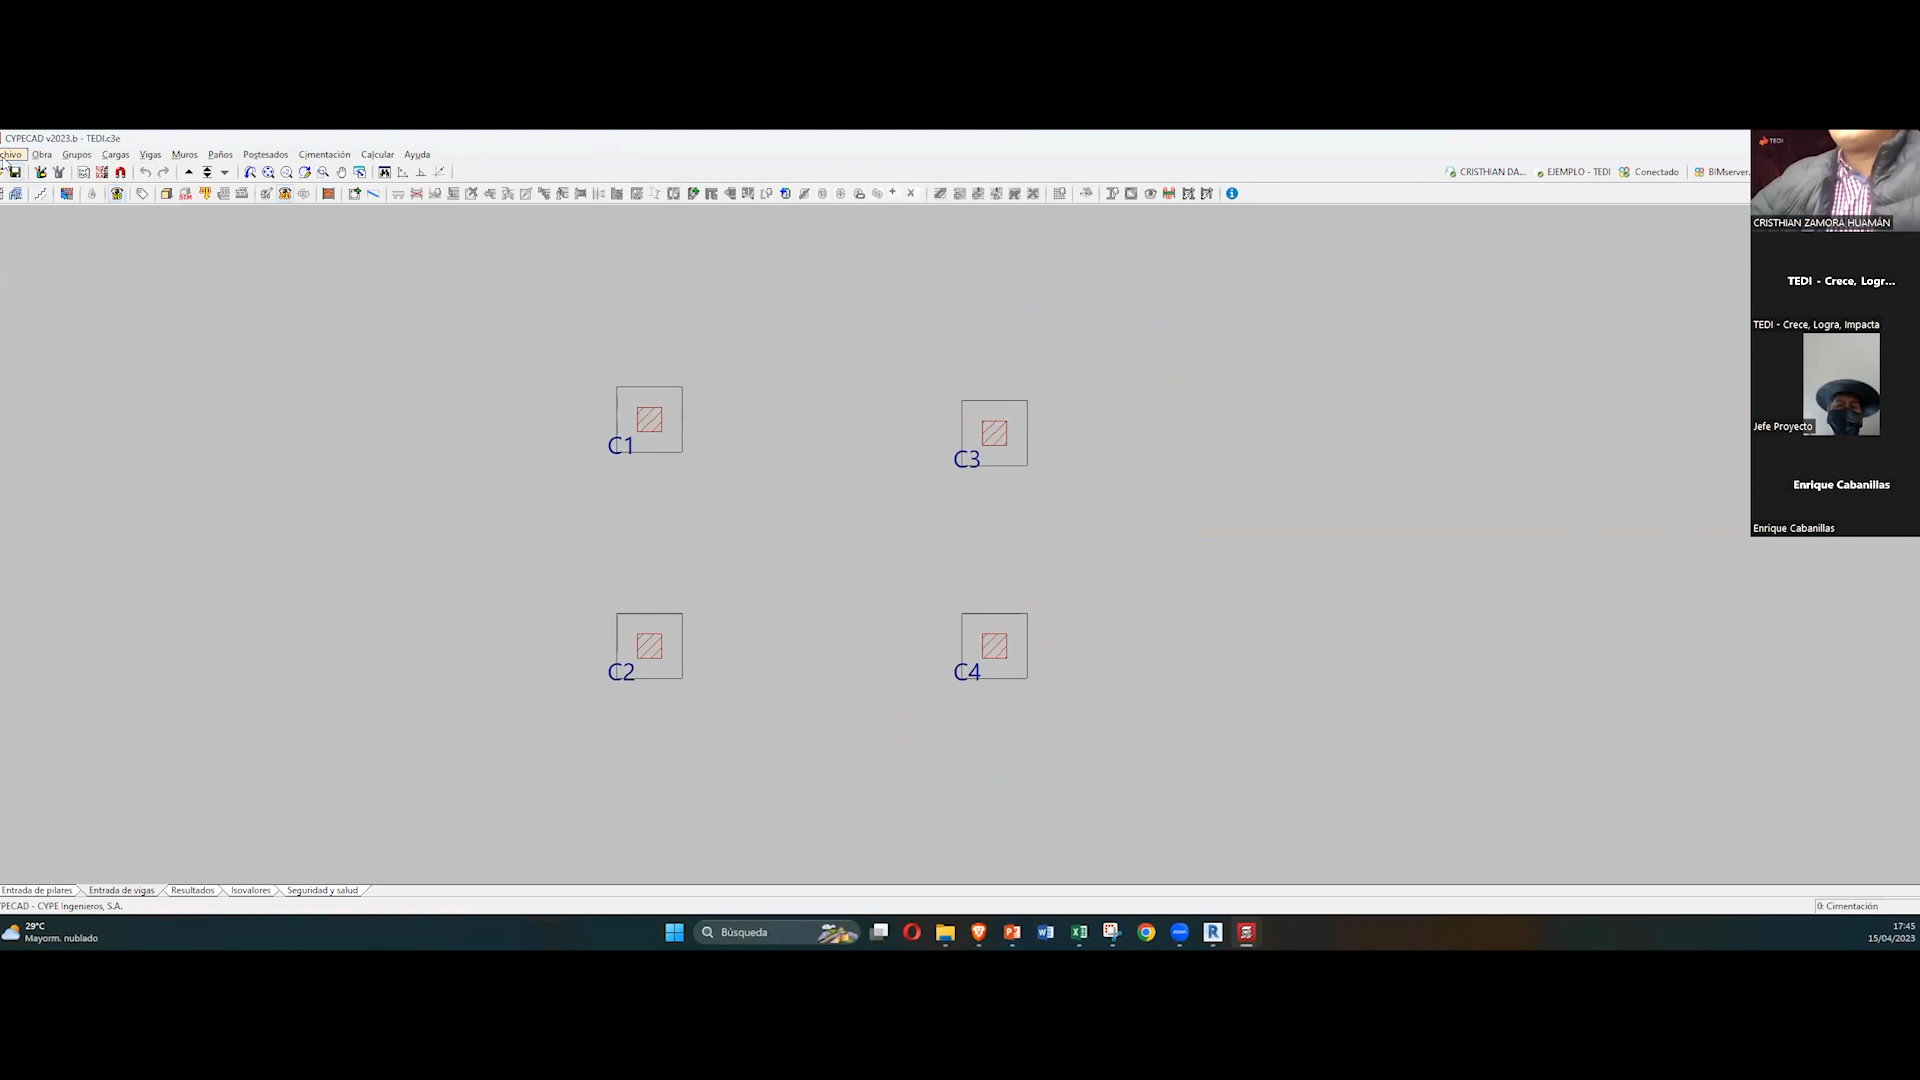 CYPECAD v2023.b - TEDI.c3e
chivo Obra Grupos Cargas Vigas Muros Paños Postesados Cimentación Calcular Ayuda
CRISTHIAN DA... EJEMPLO - TEDI Conectado BIMserver.
TEDI
CRISTHIAN ZAMORA HUAMÁN
TEDI - Crece, Logr...
TEDI - Crece, Logra, Impacta
Jefe Proyecto
Enrique Cabanillas
Enrique Cabanillas
C1
C3
C2
C4
Entrada de pilares Entrada de vigas Resultados Isovalores Seguridad y salud
PECAD - CYPE Ingenieros, S.A.
0: Cimentación
29°C
Mayorm. nublado
Búsqueda
17:45
15/04/2023